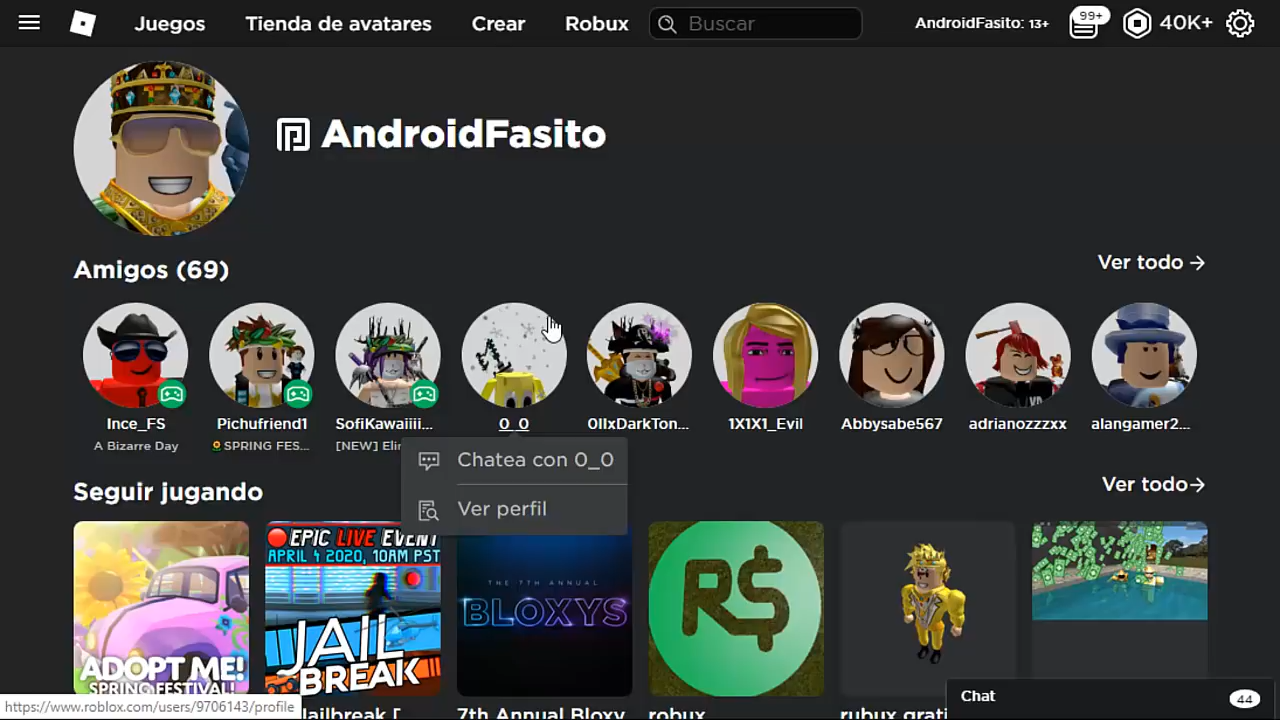 Juegos Tienda de avatares Crear Robux Buscar AndroidFasito: 13+ 99+ 40K+
AndroidFasito
Amigos (69) Ver todo →
Ince_FS Pichufriend1 SofiKawaiiii... 0_0 0IIxDarkTon... 1X1X1_Evil Abbysabe567 adrianozzzxx alangamer2...
A Bizarre Day SPRING FES... [NEW] Elin
Chatea con 0_0
Ver perfil
Seguir jugando Ver todo→
EPIC LIVE EVENT
APRIL 4 2020, 10AM PST
THE 7TH ANNUAL
BLOXYS
R$
JAIL
BREAK
ADOPT ME!
SPRING FESTIVAL!
Chat 44
https://www.roblox.com/users/9706143/profile
Jailbreak [ 7th Annual Bloxy robux rubux grati